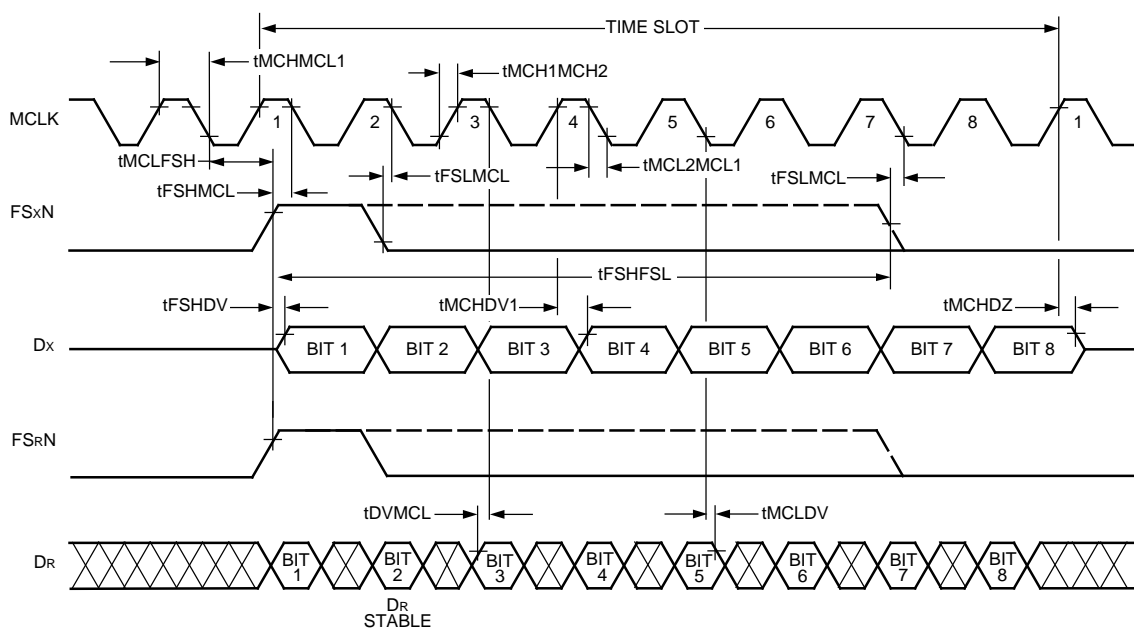 TIME SLOT
tMCHMCL1
tMCH1MCH2
MCLK
1 2 3 4 5 6 7 8 1
tMCLFSH
tFSLMCL
tMCL2MCL1
tFSLMCL
tFSHMCL
FSXN
tFSHFSL
tFSHDV
tMCHDV1
tMCHDZ
DX
BIT 1 BIT 2 BIT 3 BIT 4 BIT 5 BIT 6 BIT 7 BIT 8
FSRN
tDVMCL
tMCLDV
DR
BIT 1 BIT 2 BIT 3 BIT 4 BIT 5 BIT 6 BIT 7 BIT 8
DR
STABLE